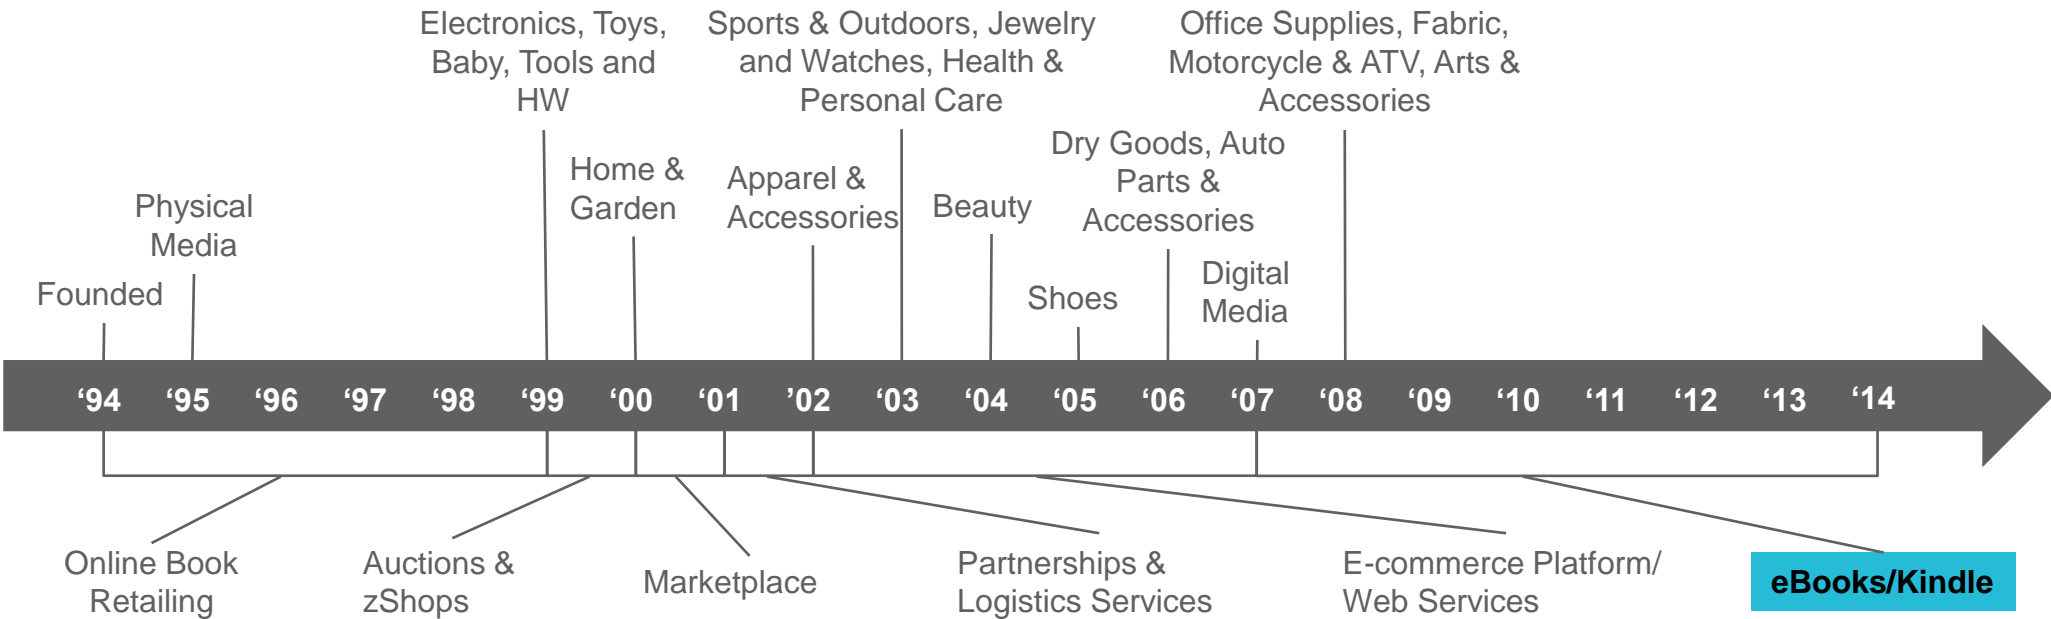 Electronics, Toys,
Baby, Tools and
HW
Sports & Outdoors, Jewelry
and Watches, Health &
Personal Care
Office Supplies, Fabric,
Motorcycle & ATV, Arts &
Accessories
Dry Goods, Auto
Parts &
Accessories
Home &
Garden
Apparel &
Accessories
Physical
Media
Beauty
Digital
Media
Founded
Shoes
‘94 ‘95 ‘96 ‘97 ‘98 ‘99 ‘00 ‘01 ’02 ‘03 ‘04 ‘05 ‘06 ‘07 ‘08 ‘09 ‘10 ‘11 ‘12 ‘13 ‘14
Online Book
Retailing
Auctions &
zShops
Marketplace
Partnerships &
Logistics Services
E-commerce Platform/
Web Services
eBooks/Kindle